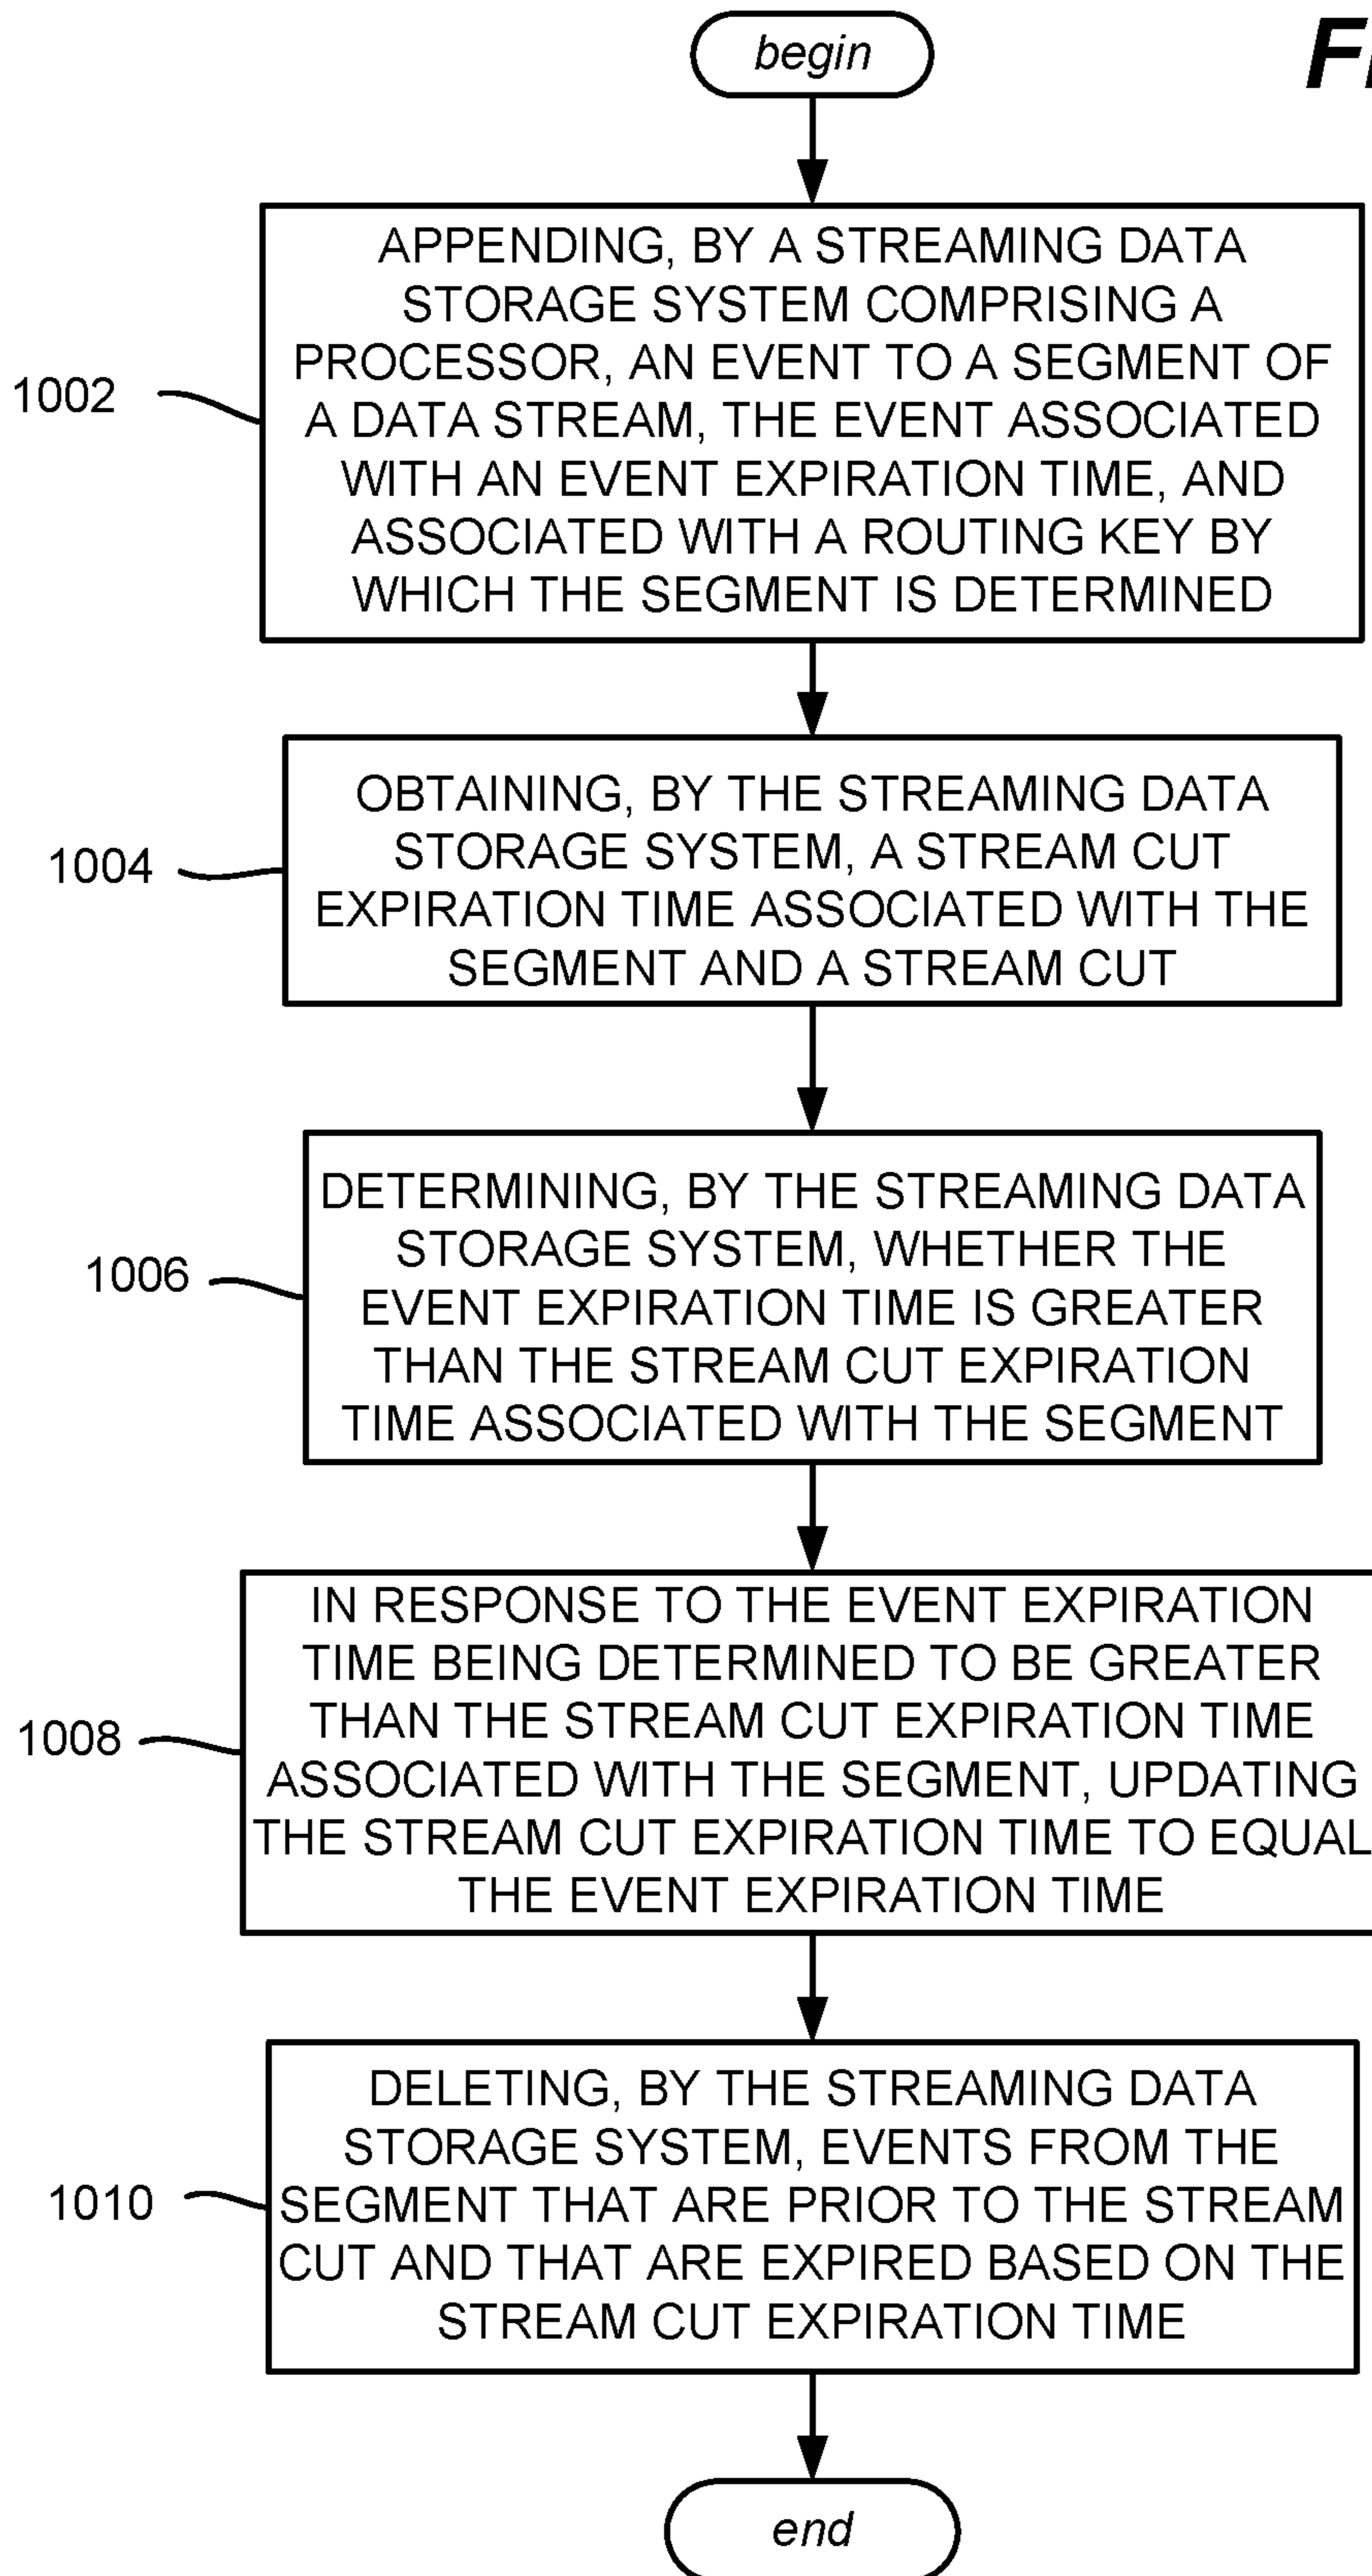 begin
APPENDING, BY A STREAMING DATA
STORAGE SYSTEM COMPRISING A
PROCESSOR, AN EVENT TO A SEGMENT OF
A DATA STREAM, THE EVENT ASSOCIATED
WITH AN EVENT EXPIRATION TIME, AND
ASSOCIATED WITH A ROUTING KEY BY
WHICH THE SEGMENT IS DETERMINED
1002
OBTAINING, BY THE STREAMING DATA
STORAGE SYSTEM, A STREAM CUT
EXPIRATION TIME ASSOCIATED WITH THE
SEGMENT AND A STREAM CUT
1004
DETERMINING, BY THE STREAMING DATA
STORAGE SYSTEM, WHETHER THE
EVENT EXPIRATION TIME IS GREATER
THAN THE STREAM CUT EXPIRATION
TIME ASSOCIATED WITH THE SEGMENT
1006
IN RESPONSE TO THE EVENT EXPIRATION
TIME BEING DETERMINED TO BE GREATER
THAN THE STREAM CUT EXPIRATION TIME
ASSOCIATED WITH THE SEGMENT, UPDATING
THE STREAM CUT EXPIRATION TIME TO EQUAL
THE EVENT EXPIRATION TIME
1008
DELETING, BY THE STREAMING DATA
STORAGE SYSTEM, EVENTS FROM THE
SEGMENT THAT ARE PRIOR TO THE STREAM
CUT AND THAT ARE EXPIRED BASED ON THE
STREAM CUT EXPIRATION TIME
1010
end